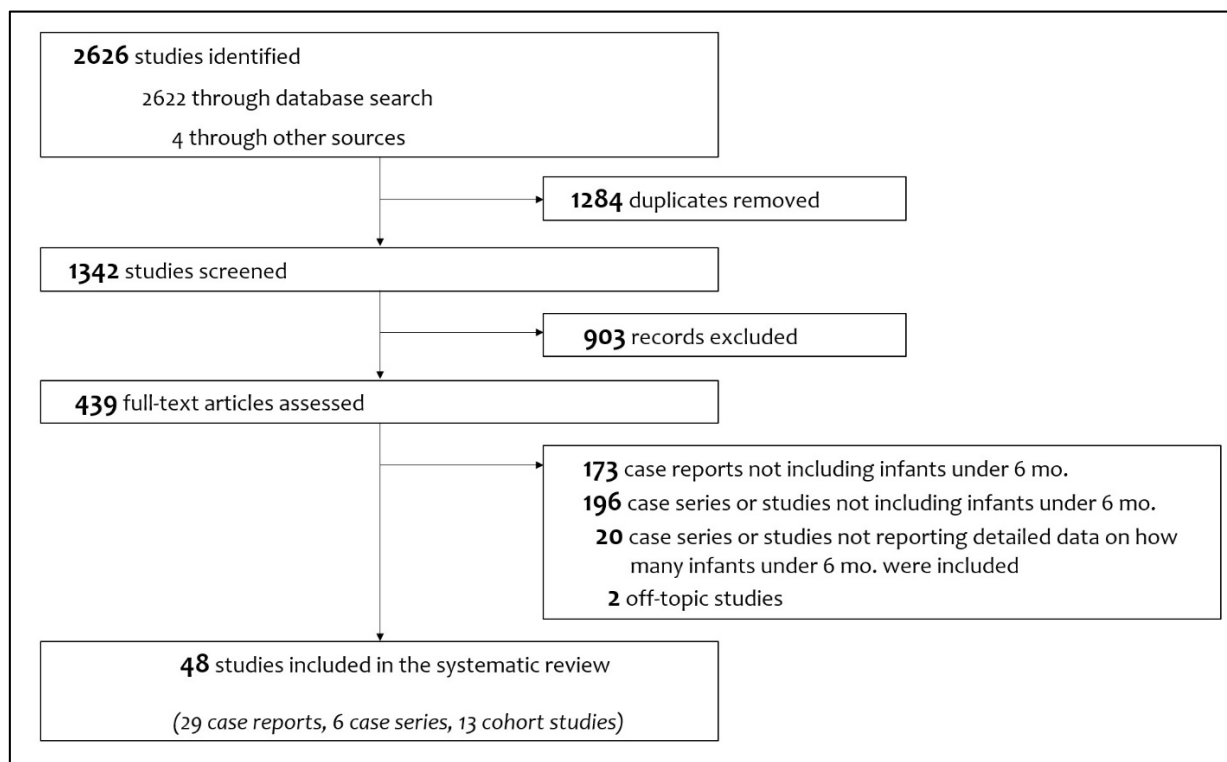 2626 studies identified
2622 through database search
4 through other sources
1284 duplicates removed
1342 studies screened
903 records excluded
439 full-text articles assessed
173 case reports not including infants under 6 mo.
196 case series or studies not including infants under 6 mo.
20 case series or studies not reporting detailed data on how
many infants under 6 mo. were included
2 off-topic studies
48 studies included in the systematic review
(29 case reports, 6 case series, 13 cohort studies)